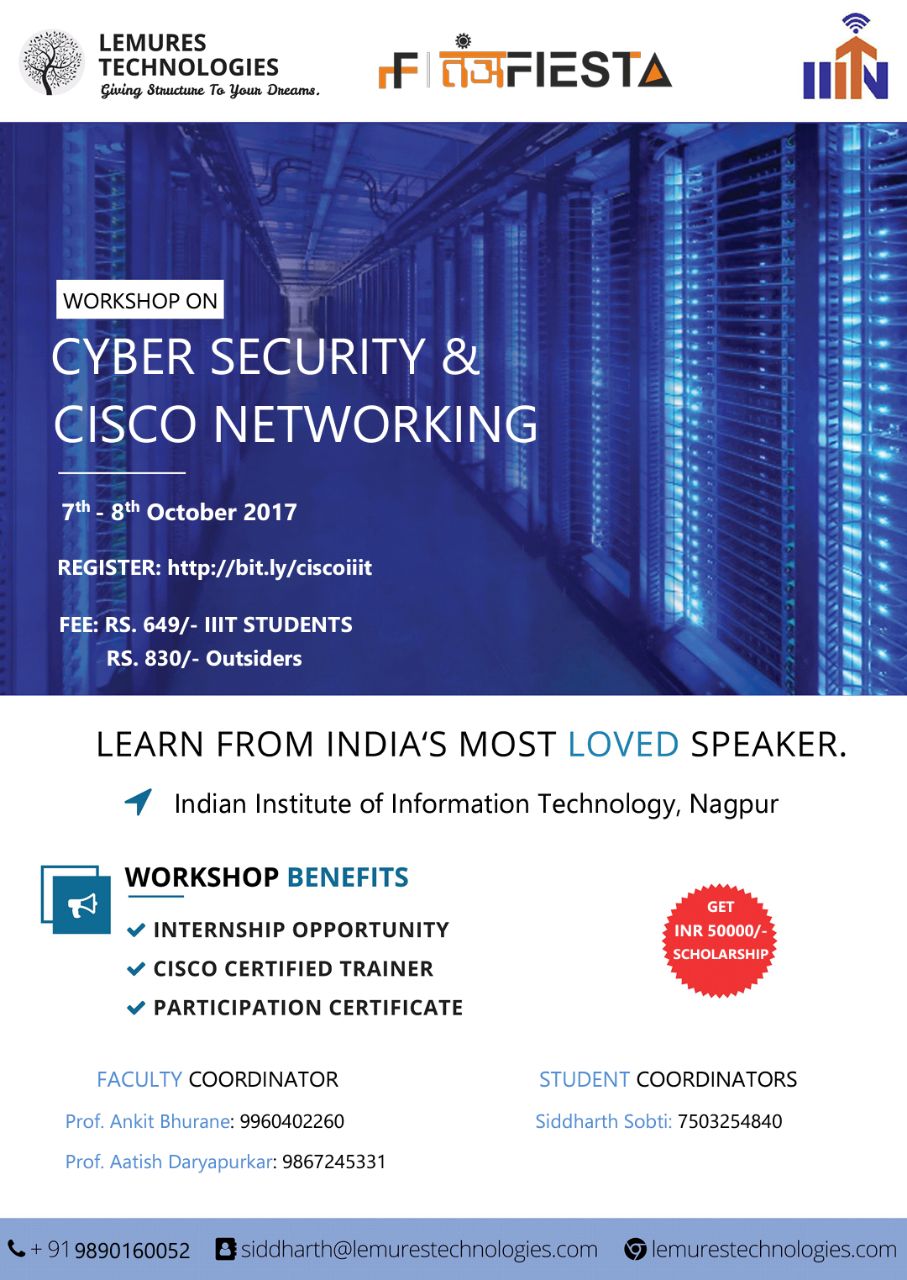 LEMURES
TECHNOLOGIES
Giving Structure To Your Dreams.
FIESTA
IIITN
WORKSHOP ON
CYBER SECURITY &
CISCO NETWORKING
7th - 8th October 2017
REGISTER: http://bit.ly/ciscoiiit
FEE: RS. 649/- IIIT STUDENTS
RS. 830/- Outsiders
LEARN FROM INDIA‘S MOST LOVED SPEAKER.
Indian Institute of Information Technology, Nagpur
WORKSHOP BENEFITS
INTERNSHIP OPPORTUNITY
CISCO CERTIFIED TRAINER
PARTICIPATION CERTIFICATE
GET
INR 50000/-
SCHOLARSHIP
FACULTY COORDINATOR
Prof. Ankit Bhurane: 9960402260
Prof. Aatish Daryapurkar: 9867245331
STUDENT COORDINATORS
Siddharth Sobti: 7503254840
+ 91 9890160052 siddharth@lemurestechnologies.com lemurestechnologies.com